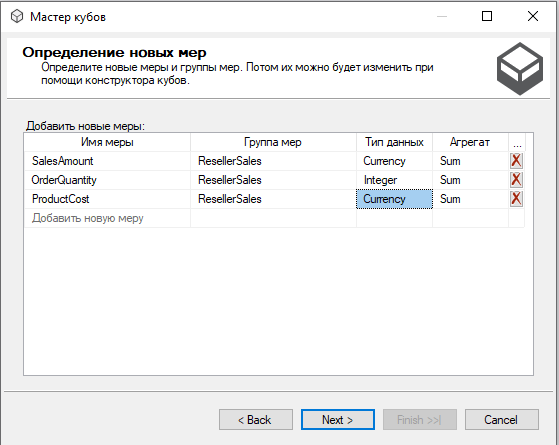 Мастер кубов
Определение новых мер
Определите новые меры и группы мер. Потом их можно будет изменить при
помощи конструктора кубов.
Добавить новые меры:
Имя меры Группа мер Тип данных Агрегат ...
SalesAmount ResellerSales Currency Sum
OrderQuantity ResellerSales Integer Sum
ProductCost ResellerSales Currency Sum
Добавить новую меру
< Back Next > Finish >>| Cancel